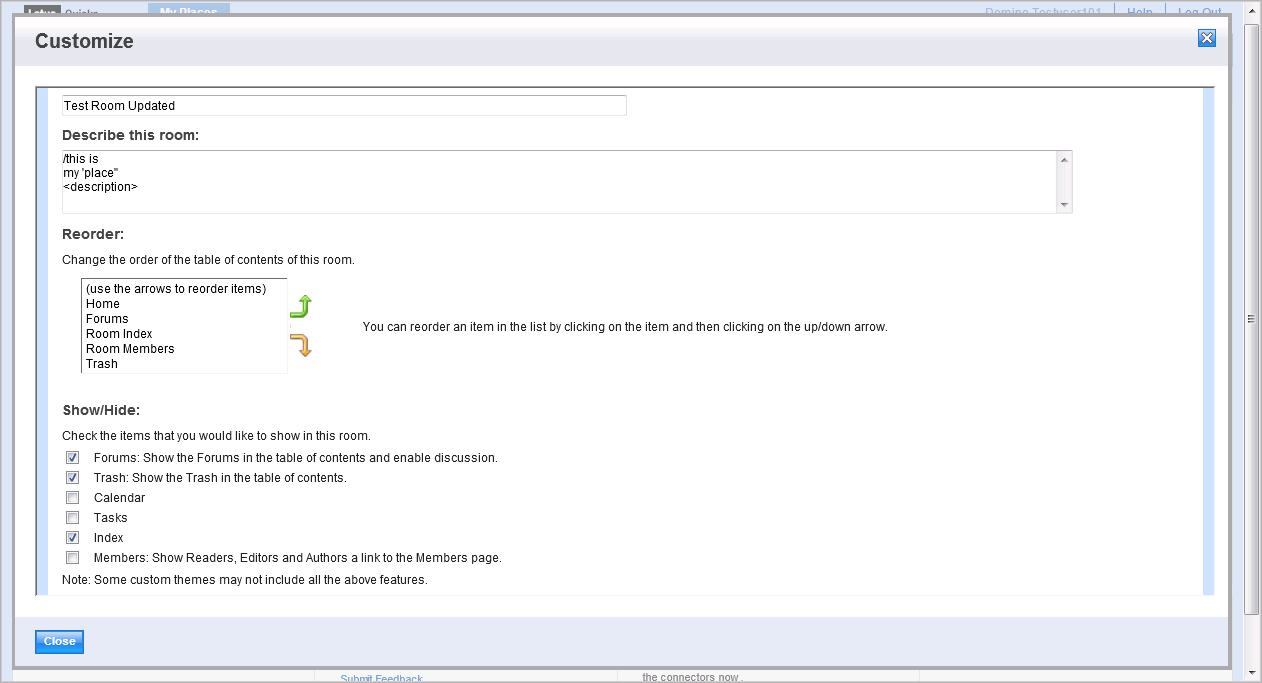 Lotus Quickr
My Places
Domino Testuser101 Help Log Out
Customize
Test Room Updated
Describe this room:
/this is
my 'place"
<description>
Reorder:
Change the order of the table of contents of this room.
(use the arrows to reorder items)
Home
Forums
Room Index
Room Members
Trash
You can reorder an item in the list by clicking on the item and then clicking on the up/down arrow.
Show/Hide:
Check the items that you would like to show in this room.
Forums: Show the Forums in the table of contents and enable discussion.
Trash: Show the Trash in the table of contents.
Calendar
Tasks
Index
Members: Show Readers, Editors and Authors a link to the Members page.
Note: Some custom themes may not include all the above features.
Close
Submit Feedback
the connectors now .